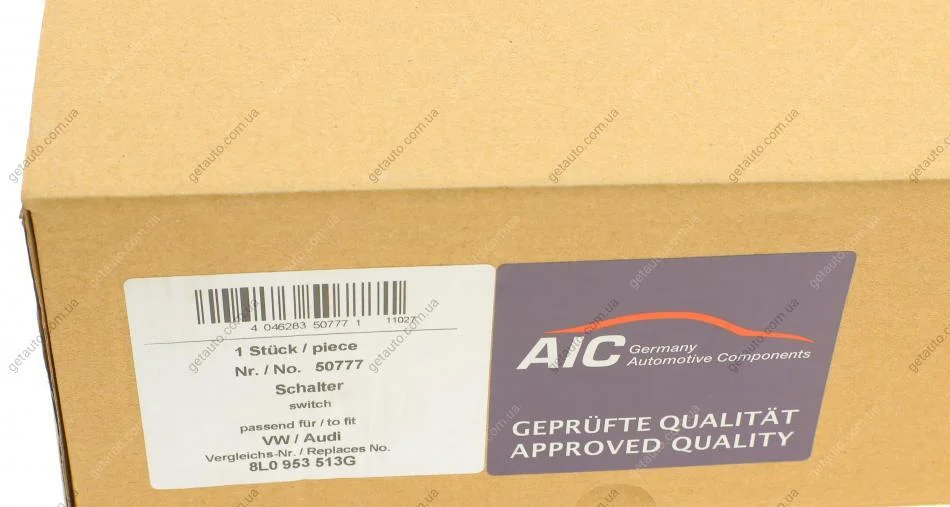 4 046283 50777 1 11027
1 Stück / piece
Nr. / No. 50777
Schalter
switch
passend für / to fit
VW / Audi
Vergleichs-Nr. / Replaces No.
8L0 953 513G
AIC Germany
Automotive Components
GEPRÜFTE QUALITÄT
APPROVED QUALITY
getauto.com.ua